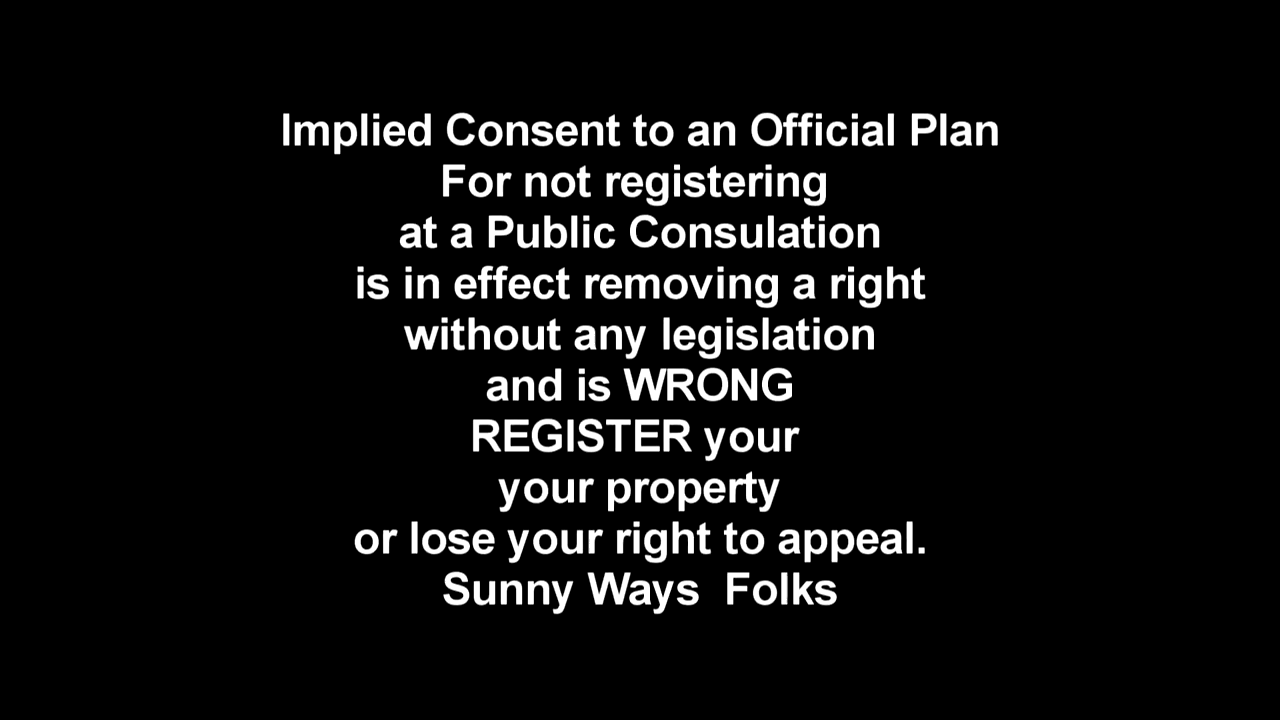 Implied Consent to an Official Plan
For not registering
at a Public Consulation
is in effect removing a right
without any legislation
and is WRONG
REGISTER your
your property
or lose your right to appeal.
Sunny Ways  Folks